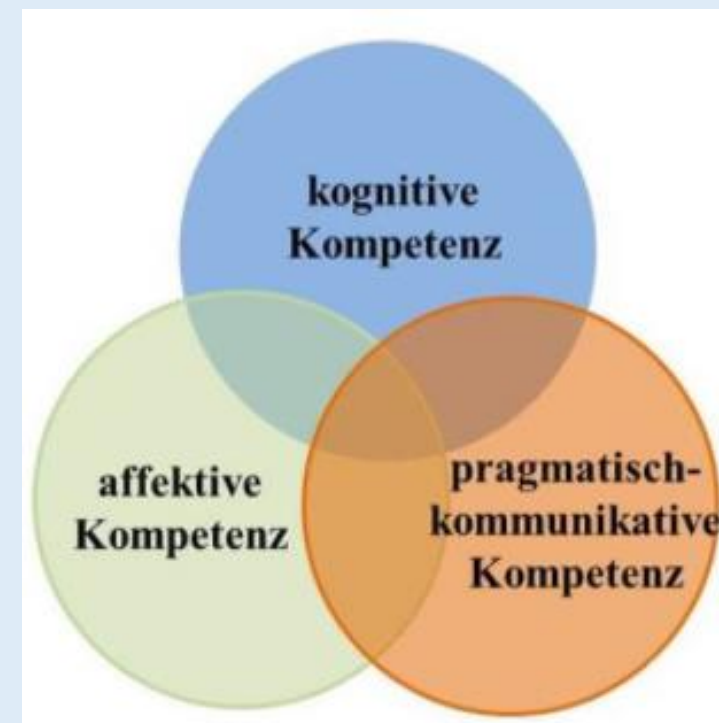 kognitive
Kompetenz
affektive
Kompetenz
pragmatisch-
kommunikative
Kompetenz